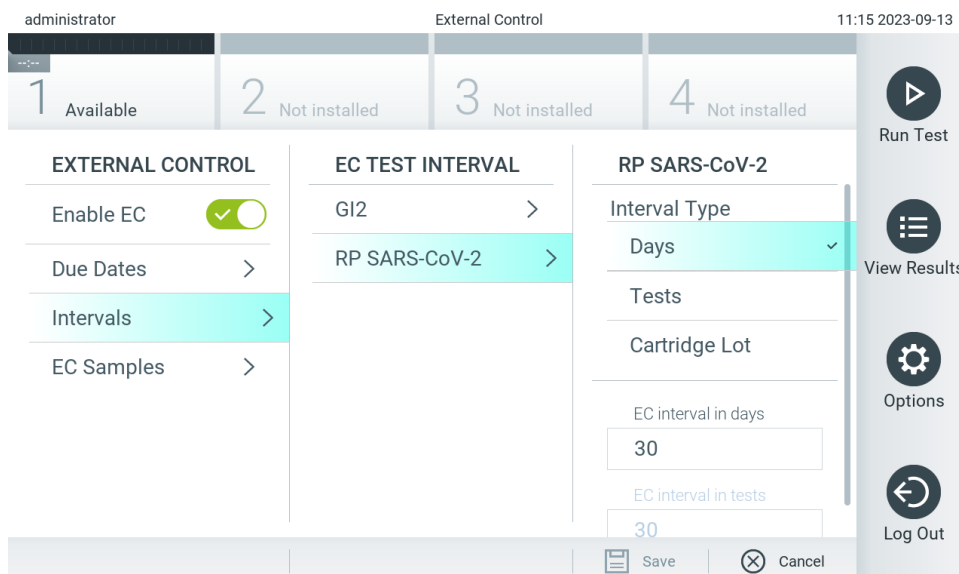 administrator
External Control
11:15 2023-09-13
--:--
1 Available
2 Not installed
3 Not installed
4 Not installed
EXTERNAL CONTROL
Enable EC
Due Dates
Intervals
EC Samples
EC TEST INTERVAL
GI2
RP SARS-CoV-2
RP SARS-CoV-2
Interval Type
Days
Tests
Cartridge Lot
EC interval in days
30
EC interval in tests
30
Save
Cancel
Run Test
View Results
Options
Log Out